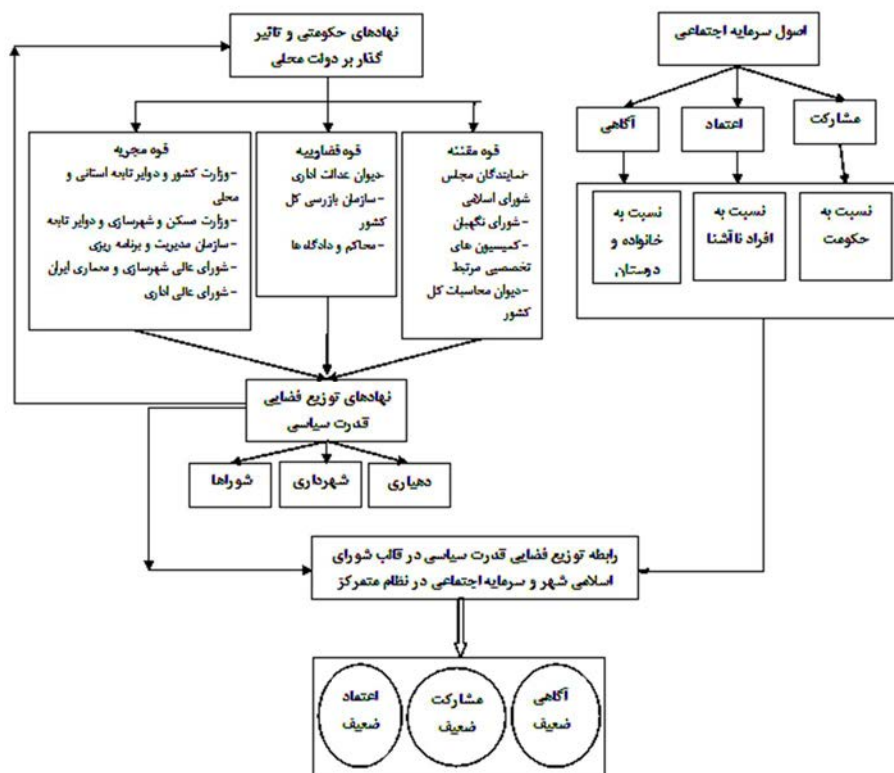 اصول سرمایه اجتماعی
نهادهای حکومتی و تاثیر
گذار بر دولت محلی
مشارکت
اعتماد
آگاهی
قوه مقننه
-نمایندگان مجلس
شورای اسلامی
-شورای نگهبان
-کمیسیون های
تخصصی مرتبط
-دیوان محاسبات کل
کشور
قوه قضاوییه
-دیوان عدالت اداری
-سازمان بازرسی کل
کشور
-محاکم و دادگاه‌ها
قوه مجریه
-وزارت کشور و دوایر تابعه استانی و
محلی
-وزارت مسکن و شهرسازی و دوایر تابعه
-سازمان مدیریت و برنامه ریزی
-شورای عالی شهرسازی و معماری ایران
-شورای عالی اداری
نسبت به
حکومت
نسبت به
افراد ناآشنا
نسبت به
خانواده و
دوستان
نهادهای توزیع فضایی
قدرت سیاسی
دهیاری
شهرداری
شوراها
رابطه توزیع فضایی قدرت سیاسی در قالب شورای
اسلامی شهر و سرمایه اجتماعی در نظام متمرکز
آگاهی
ضعیف
مشارکت
ضعیف
اعتماد
ضعیف